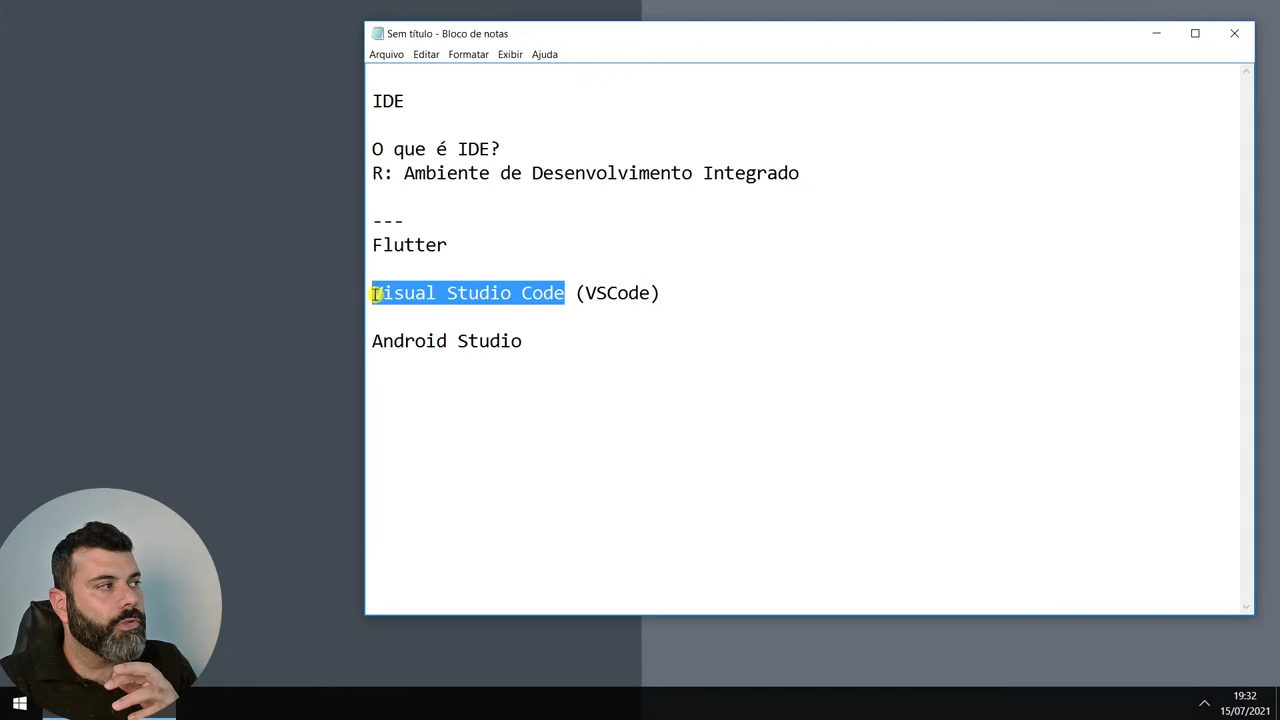 Sem título - Bloco de notas
Arquivo Editar Formatar Exibir Ajuda
IDE
O que é IDE?
R: Ambiente de Desenvolvimento Integrado
---
Flutter
Visual Studio Code (VSCode)
Android Studio
19:32
15/07/2021